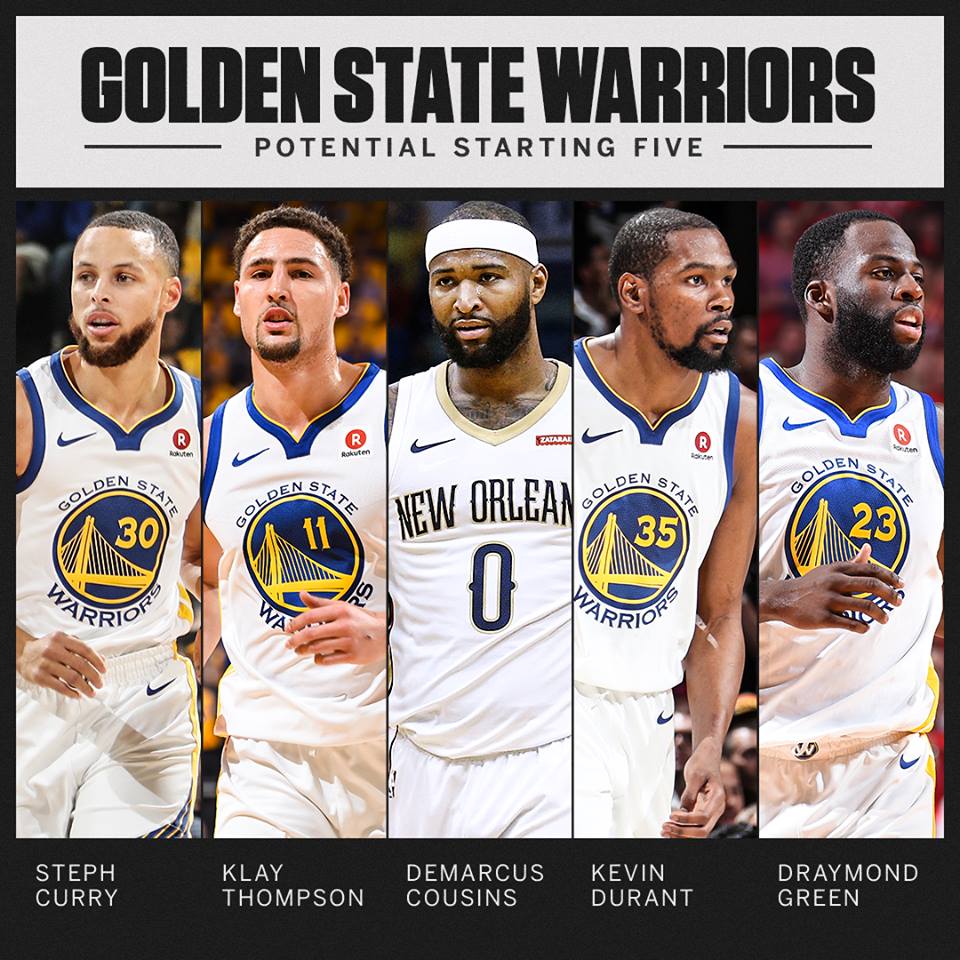 GOLDEN STATE WARRIORS
POTENTIAL STARTING FIVE
R
Rakuten
GOLDEN STATE
30
WARRIORS
R
Rakuten
GOLDEN STATE
11
NEW ORLEAN
0
R
Rakuten
GOLDEN STATE
35
WARRIORS
R
Rakuten
GOLDEN STATE
23
STEPH
CURRY
KLAY
THOMPSON
DEMARCUS
COUSINS
KEVIN
DURANT
DRAYMOND
GREEN